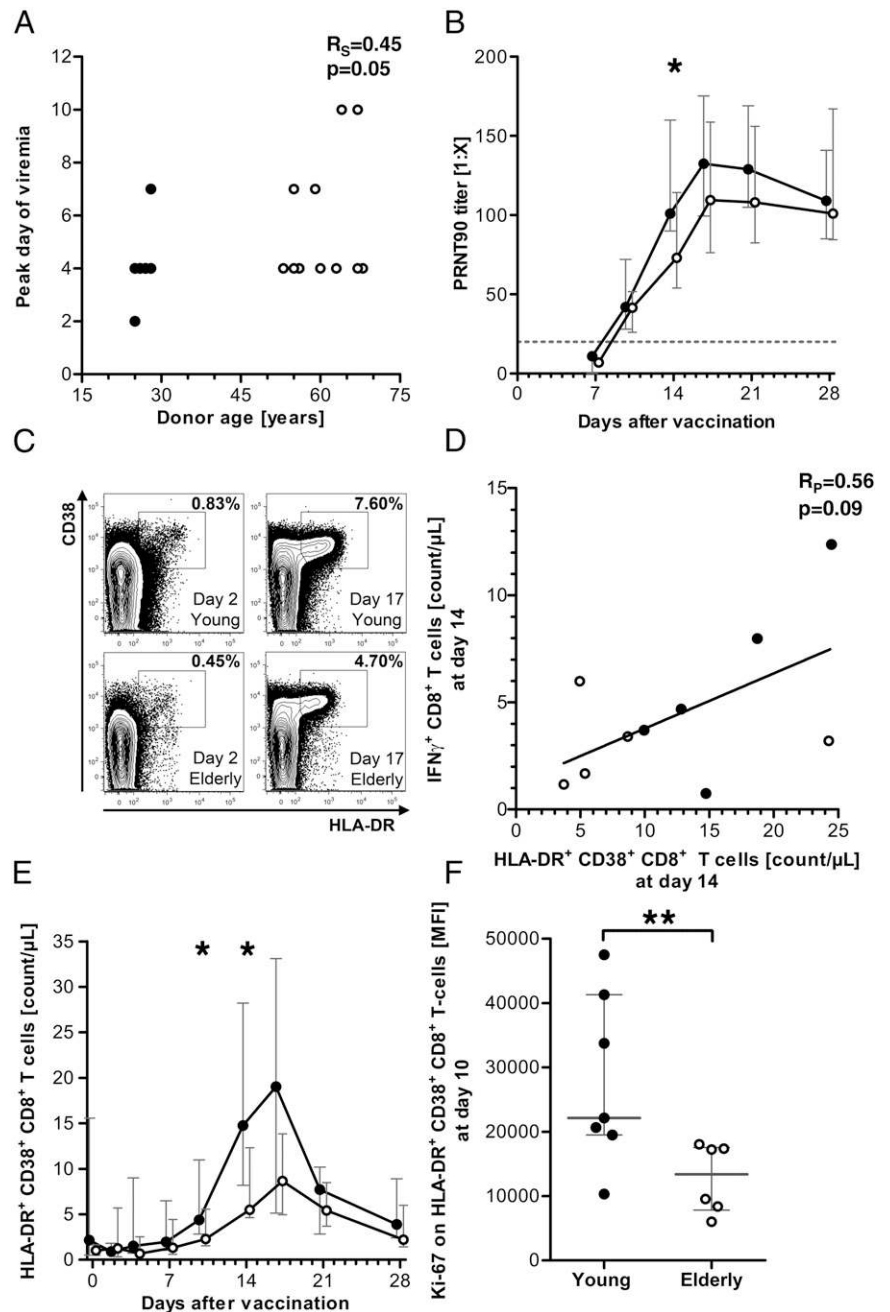 A
R_S=0.45
p=0.05
12
10
8
6
4
2
0
Peak day of viremia
15
30
45
60
75
Donor age [years]
B
*
200
150
100
50
0
PRNT90 titer [1:X]
0
7
14
21
28
Days after vaccination
C
CD38
0.83%
Day 2
Young
7.60%
Day 17
Young
0.45%
Day 2
Elderly
4.70%
Day 17
Elderly
HLA-DR
D
R_P=0.56
p=0.09
15
10
5
0
IFNγ⁺ CD8⁺ T cells [count/µL]
at day 14
0
5
10
15
20
25
HLA-DR⁺ CD38⁺ CD8⁺ T cells [count/µL]
at day 14
E
* *
35
30
25
20
15
10
5
0
HLA-DR⁺ CD38⁺ CD8⁺ T cells [count/µL]
0
7
14
21
28
Days after vaccination
F
**
50000
40000
30000
20000
10000
0
Ki-67 on HLA-DR⁺ CD38⁺ CD8⁺ T-cells [MFI]
at day 10
Young
Elderly